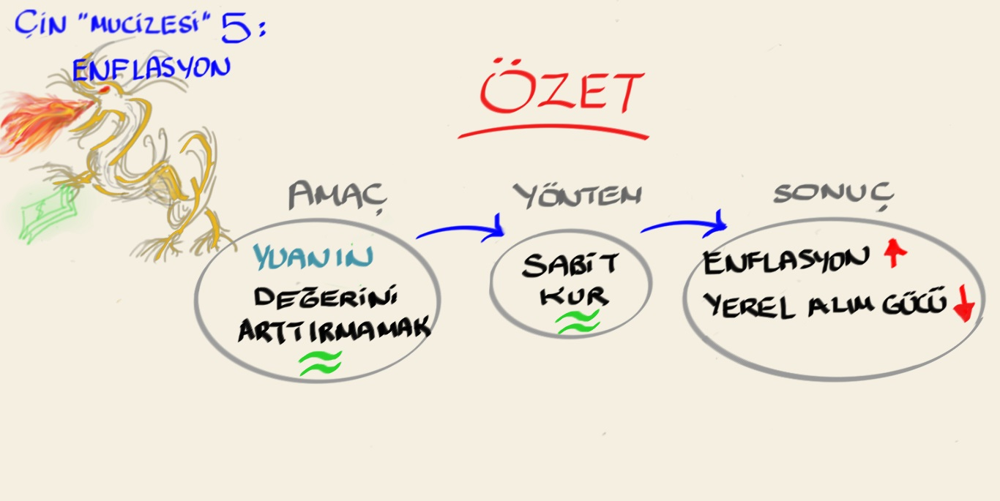 ÇİN "MUCİZESİ" 5:
ENFLASYON
ÖZET
AMAÇ
YUANIN
DEĞERİNİ
ARTTIRMAMAK
≈
YÖNTEM
SABİT
KUR
≈
SONUÇ
ENFLASYON ↑
YEREL ALIM GÜCÜ ↓